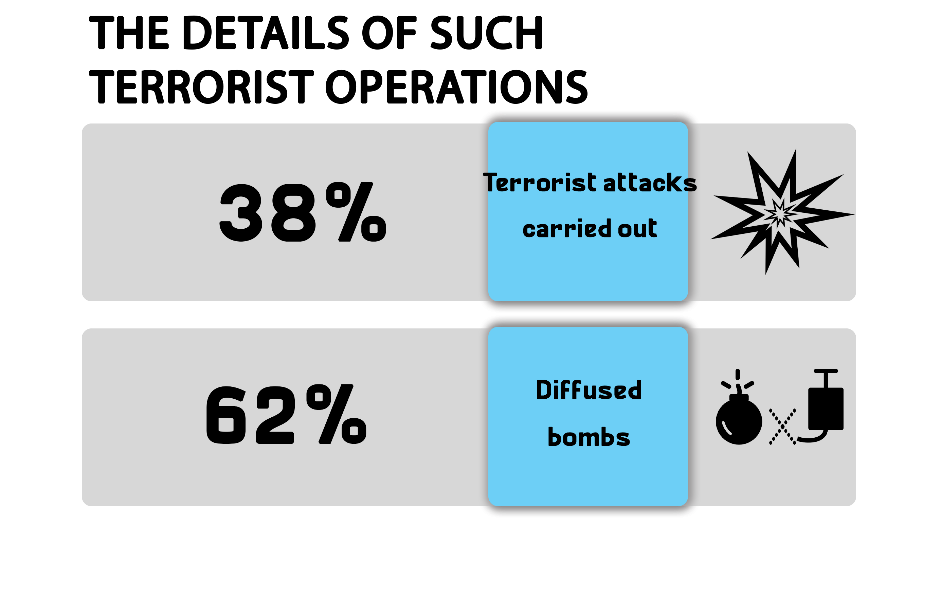 THE DETAILS OF SUCH
TERRORIST OPERATIONS
38%
Terrorist attacks
carried out
62%
Diffused
bombs